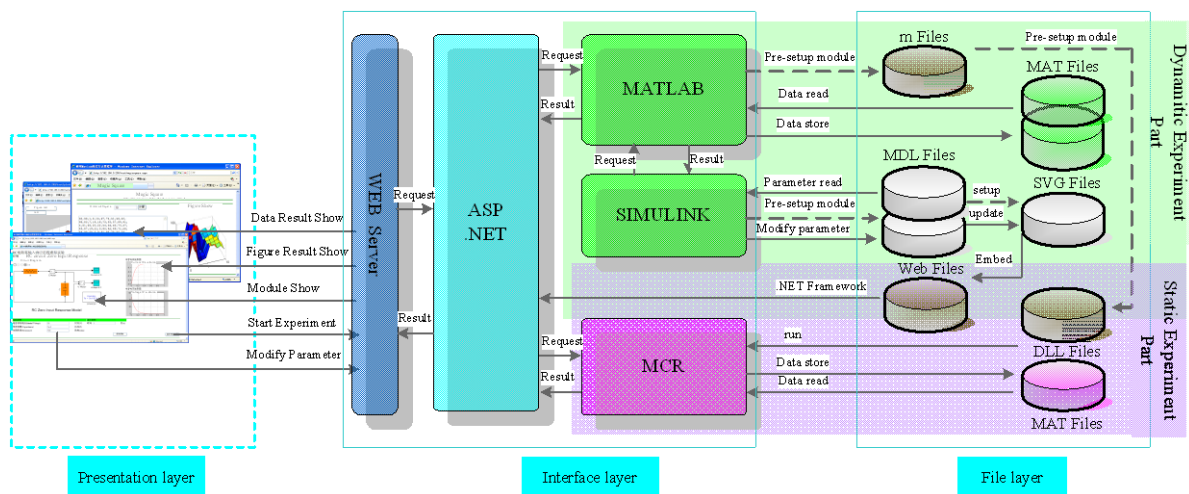 m Files
Pre-setup module
MAT Files
Request
MATLAB
Pre-setup module
Data read
Result
Data store
Dynamitic Experiment
Part
Request
Result
MDL Files
SVG Files
Parameter read
setup
Request
ASP
.NET
SIMULINK
Pre-setup module
update
Modify parameter
WEB Server
Data Result Show
Figure Result Show
Module Show
Start Experiment
Modify Parameter
Magic Square
Embed
Web Files
.NET Framework
Static Experiment
Part
Result
Request
run
DLL Files
MCR
Data store
Result
Data read
MAT Files
Presentation layer
Interface layer
File layer